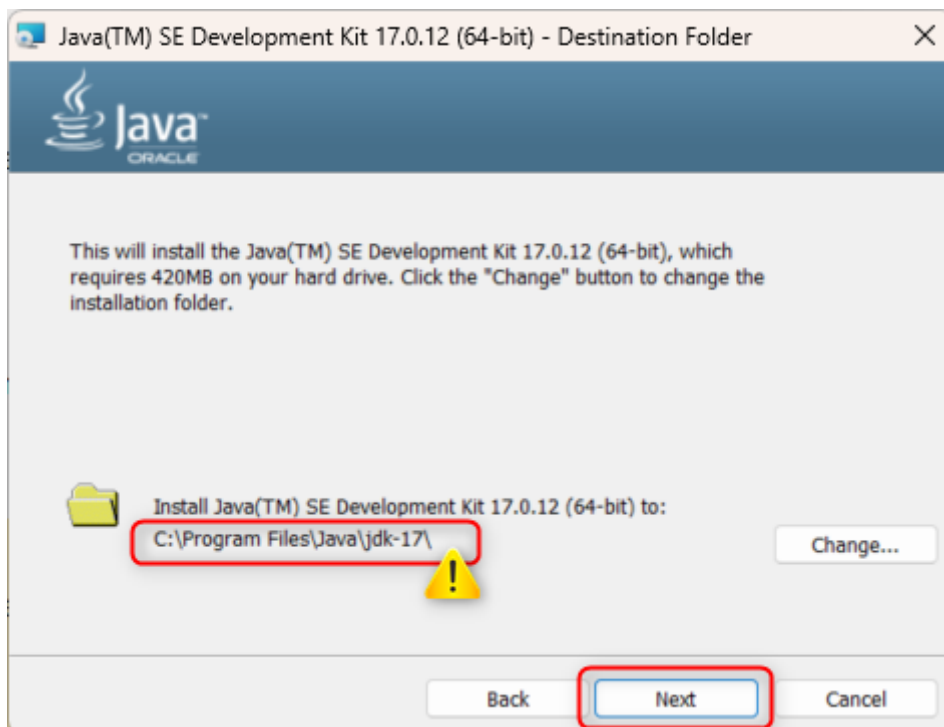 Java(TM) SE Development Kit 17.0.12 (64-bit) - Destination Folder
Java™
ORACLE
This will install the Java(TM) SE Development Kit 17.0.12 (64-bit), which
requires 420MB on your hard drive. Click the "Change" button to change the
installation folder.
Install Java(TM) SE Development Kit 17.0.12 (64-bit) to:
C:\Program Files\Java\jdk-17\
Change...
Back
Next
Cancel